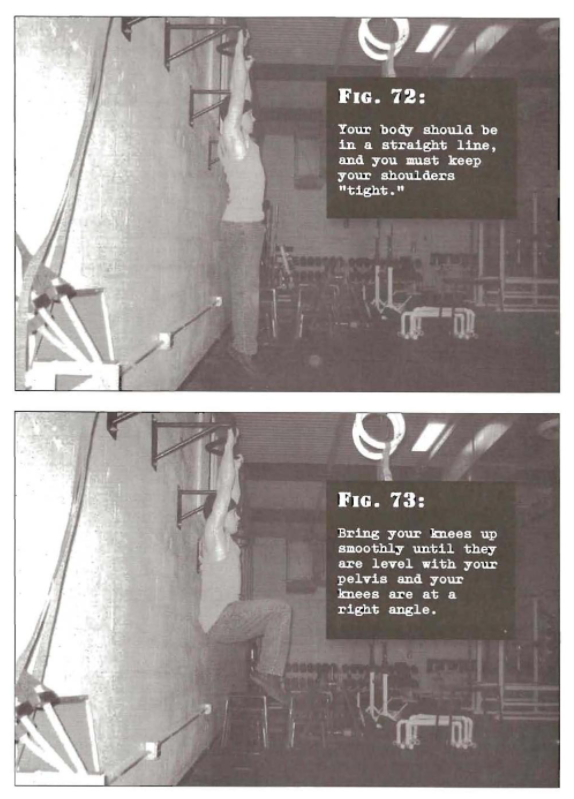 FIG. 72:
Your body should be
in a straight line,
and you must keep
your shoulders
"tight."
FIG. 73:
Bring your knees up
smoothly until they
are level with your
pelvis and your
knees are at a
right angle.